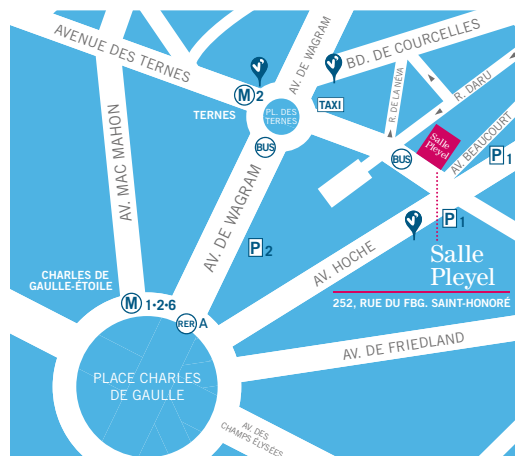 AVENUE DES TERNES
AV. DE WAGRAM
BD. DE COURCELLES
M 2
TERNES
PL. DES
TERNES
TAXI
R. DE LA NÉVA
R. DARU
Salle
Pleyel
AV. BEAUCOURT
BUS
BUS
P 1
AV. MAC MAHON
AV. DE WAGRAM
P 2
AV. HOCHE
P 1
Salle
Pleyel
252, RUE DU FBG. SAINT-HONORÉ
CHARLES DE
GAULLE-ÉTOILE
M 1•2•6
RER A
AV. DE FRIEDLAND
PLACE CHARLES
DE GAULLE
AV. DES
CHAMPS ÉLYSÉES